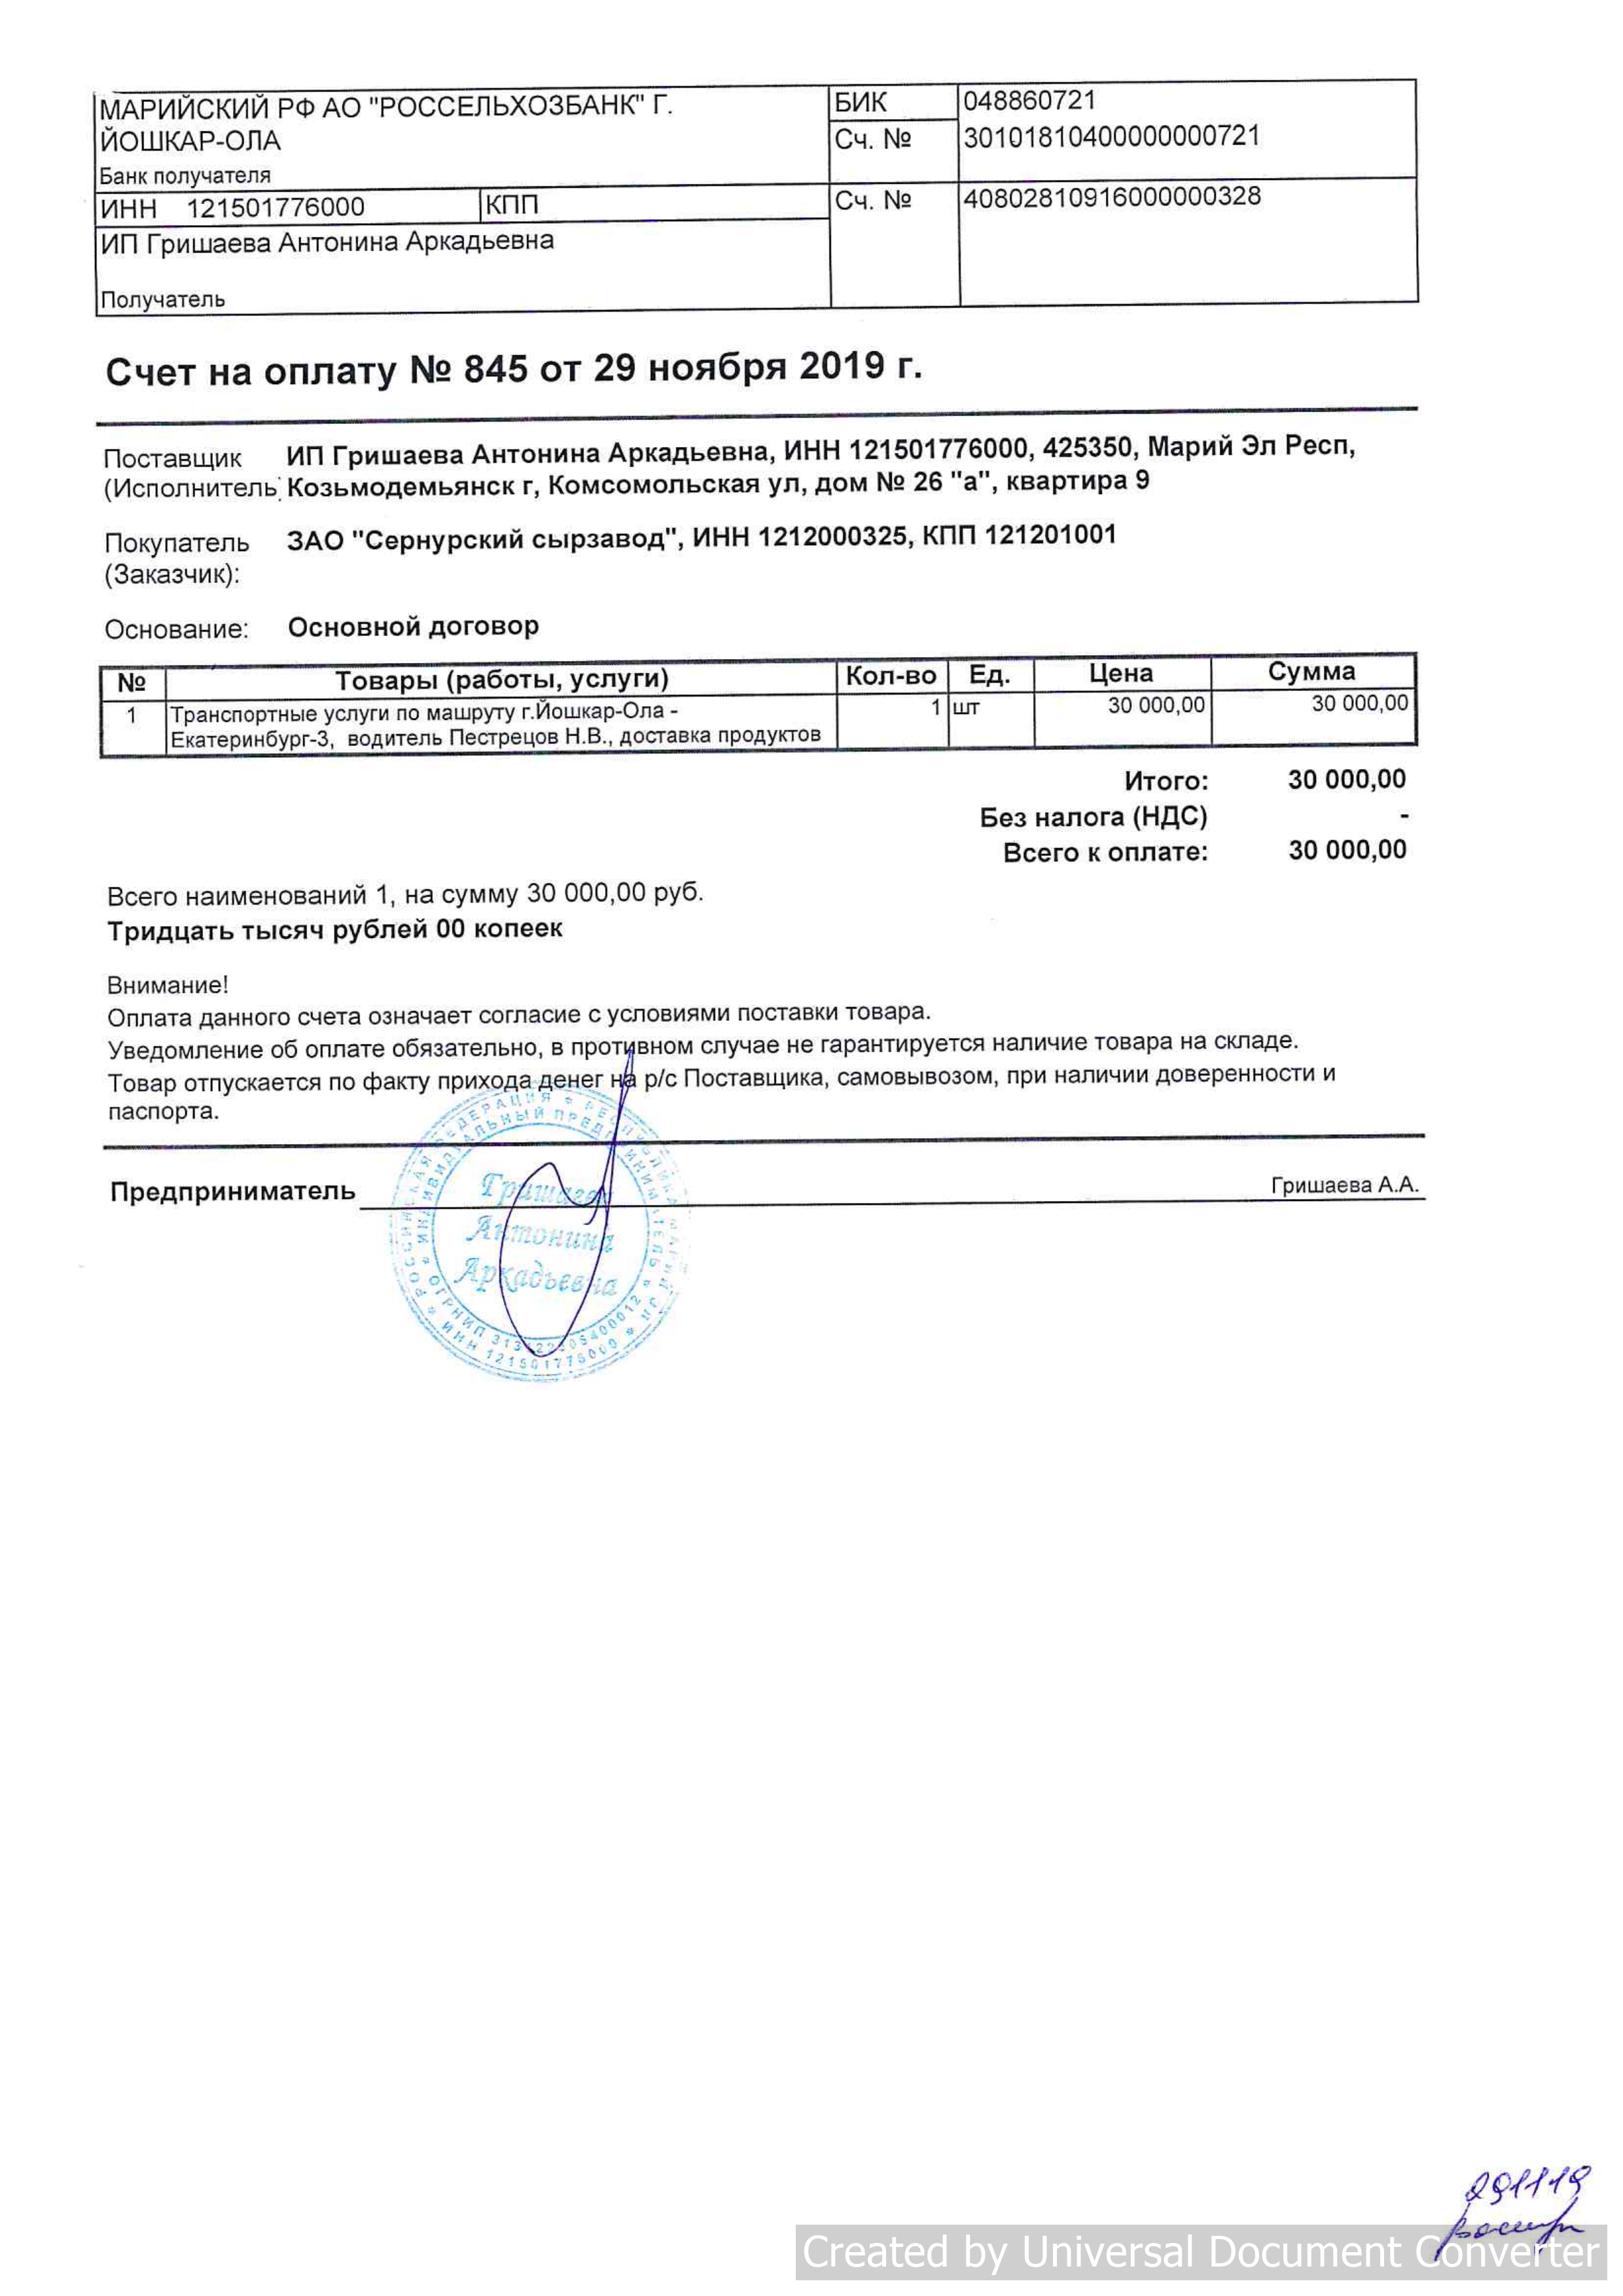 МАРИЙСКИЙ РФ АО "РОССЕЛЬХОЗБАНК" Г.
ЙОШКАР-ОЛА
Банк получателя
БИК 048860721
Сч. № 30101810400000000721
ИНН 121501776000 КПП
Сч. № 40802810916000000328
ИП Гришаева Антонина Аркадьевна
Получатель
Счет на оплату № 845 от 29 ноября 2019 г.
Поставщик ИП Гришаева Антонина Аркадьевна, ИНН 121501776000, 425350, Марий Эл Респ,
(Исполнитель) Козьмодемьянск г, Комсомольская ул, дом № 26 "а", квартира 9
Покупатель ЗАО "Сернурский сырзавод", ИНН 1212000325, КПП 121201001
(Заказчик):
Основание: Основной договор
№ Товары (работы, услуги) Кол-во Ед. Цена Сумма
1 Транспортные услуги по машруту г.Йошкар-Ола - 1 шт 30 000,00 30 000,00
Екатеринбург-3, водитель Пестрецов Н.В., доставка продуктов
Итого: 30 000,00
Без налога (НДС) -
Всего к оплате: 30 000,00
Всего наименований 1, на сумму 30 000,00 руб.
Тридцать тысяч рублей 00 копеек
Внимание!
Оплата данного счета означает согласие с условиями поставки товара.
Уведомление об оплате обязательно, в противном случае не гарантируется наличие товара на складе.
Товар отпускается по факту прихода денег на р/с Поставщика, самовывозом, при наличии доверенности и
паспорта.
Предприниматель Гришаева А.А.
РОССИЙСКАЯ ФЕДЕРАЦИЯ
ИНДИВИДУАЛЬНЫЙ ПРЕДПРИНИМАТЕЛЬ
Гришаева
Антонина
Аркадьевна
ИНН 121501776000
291119
Created by Universal Document Converter